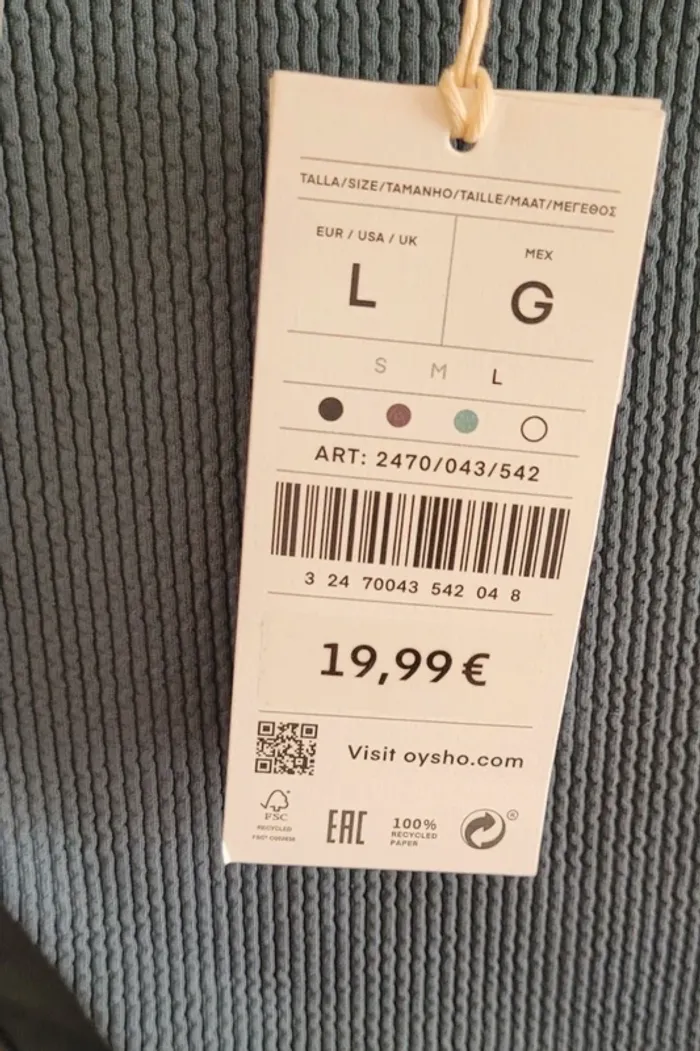 TALLA/SIZE/TAMANHO/TAILLE/MAAT/ΜΕΓΕΘΟΣ
EUR / USA / UK
MEX
L
G
S M L
ART: 2470/043/542
3 24 70043 542 04 8
19,99 €
Visit oysho.com
FSC
RECYCLED
EAC
100%
RECYCLED
PAPER
®